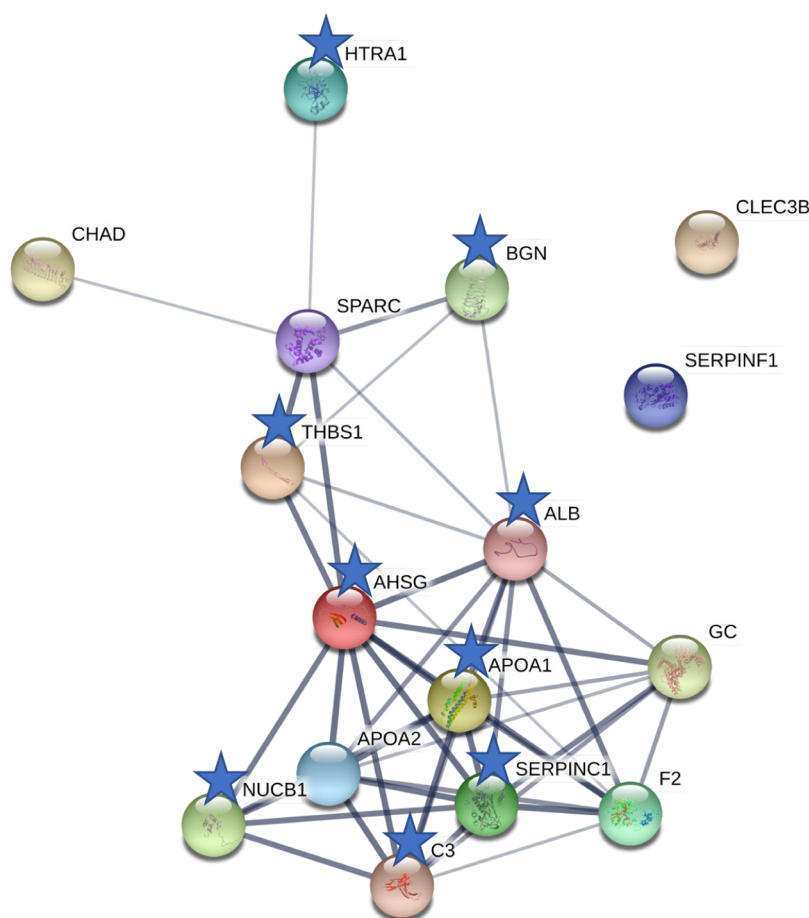 HTRA1
CLEC3B
CHAD
BGN
SPARC
SERPINF1
THBS1
ALB
AHSG
GC
APOA1
APOA2
SERPINC1
F2
NUCB1
C3